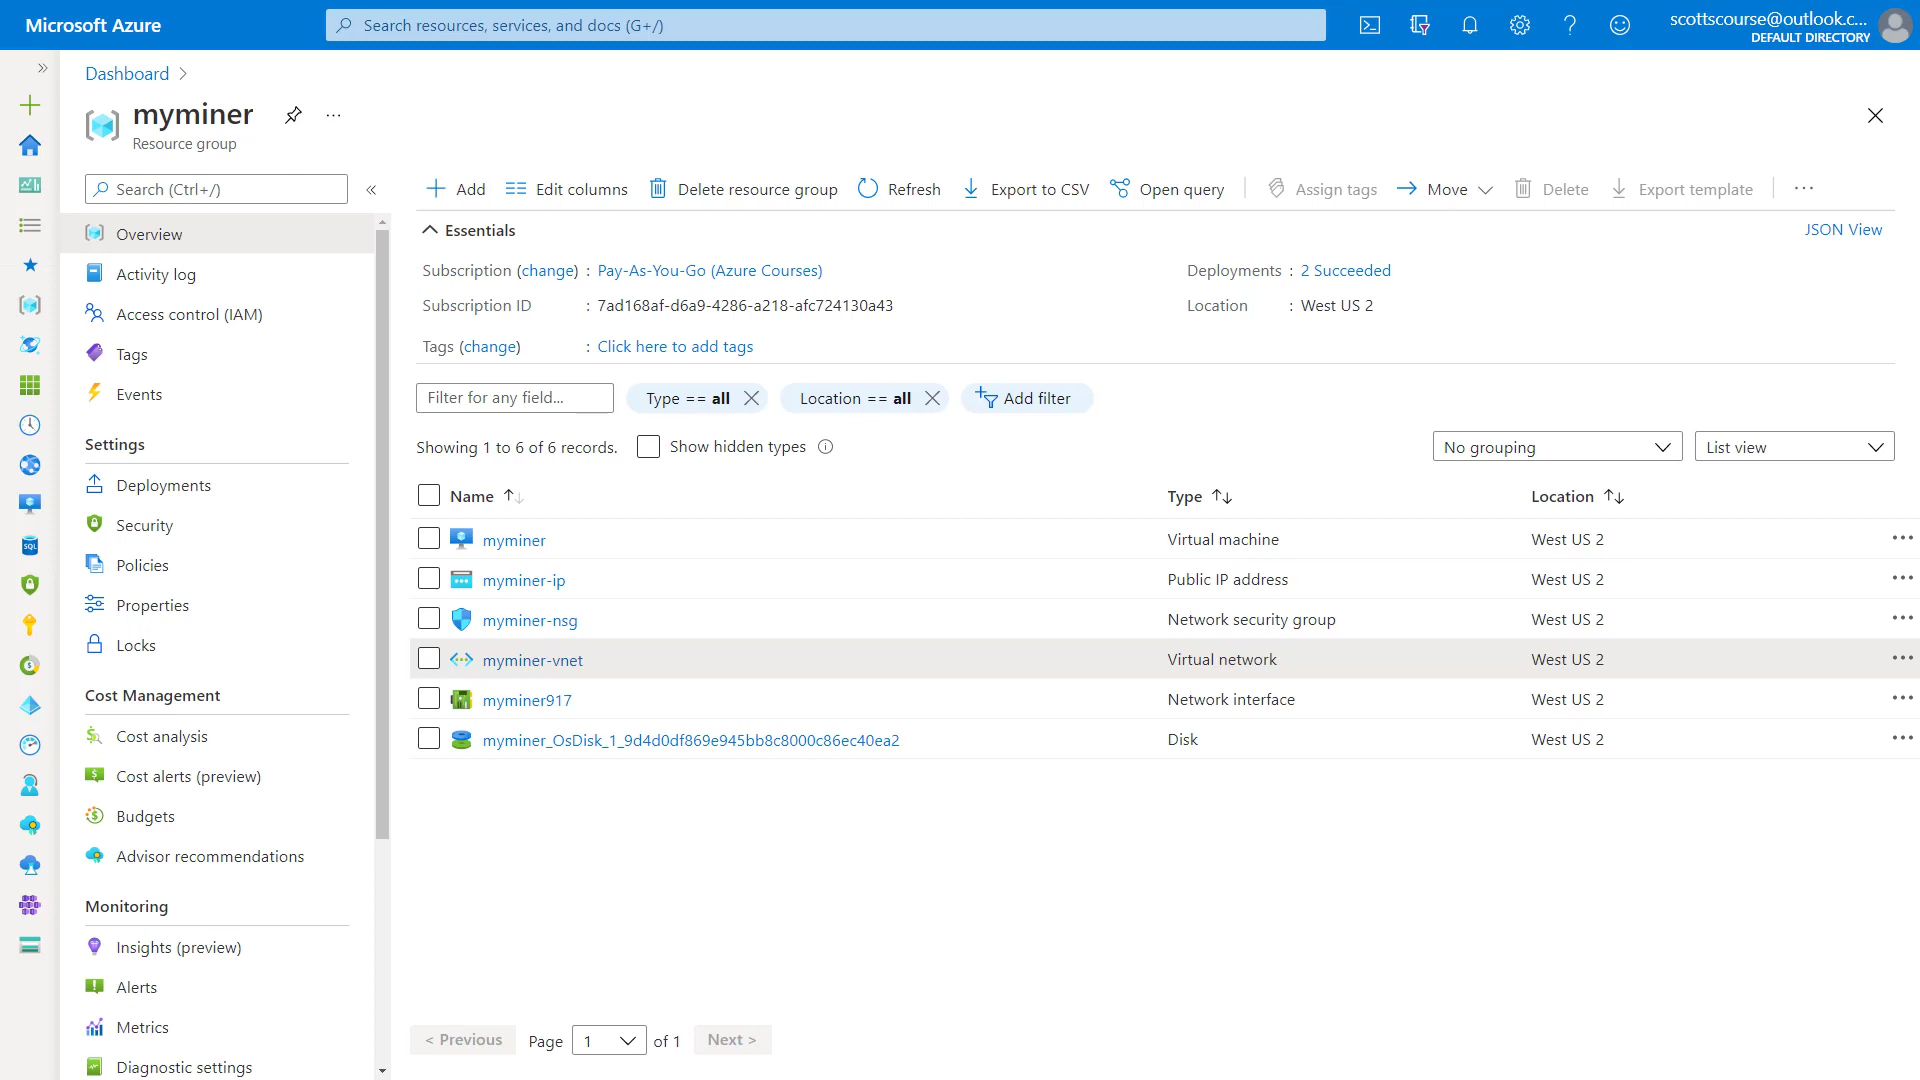 Microsoft Azure
Search resources, services, and docs (G+/)
scottscourse@outlook.c...
DEFAULT DIRECTORY
Dashboard
myminer
Resource group
Search (Ctrl+/)
Overview
Activity log
Access control (IAM)
Tags
Events
Settings
Deployments
Security
Policies
Properties
Locks
Cost Management
Cost analysis
Cost alerts (preview)
Budgets
Advisor recommendations
Monitoring
Insights (preview)
Alerts
Metrics
Diagnostic settings
Add Edit columns Delete resource group Refresh Export to CSV Open query Assign tags Move Delete Export template
Essentials JSON View
Subscription (change) : Pay-As-You-Go (Azure Courses) Deployments : 2 Succeeded
Subscription ID : 7ad168af-d6a9-4286-a218-afc724130a43 Location : West US 2
Tags (change) : Click here to add tags
Filter for any field... Type == all Location == all Add filter
Showing 1 to 6 of 6 records. Show hidden types No grouping List view
Name Type Location
myminer Virtual machine West US 2
myminer-ip Public IP address West US 2
myminer-nsg Network security group West US 2
myminer-vnet Virtual network West US 2
myminer917 Network interface West US 2
myminer_OsDisk_1_9d4d0df869e945bb8c8000c86ec40ea2 Disk West US 2
< Previous Page 1 of 1 Next >